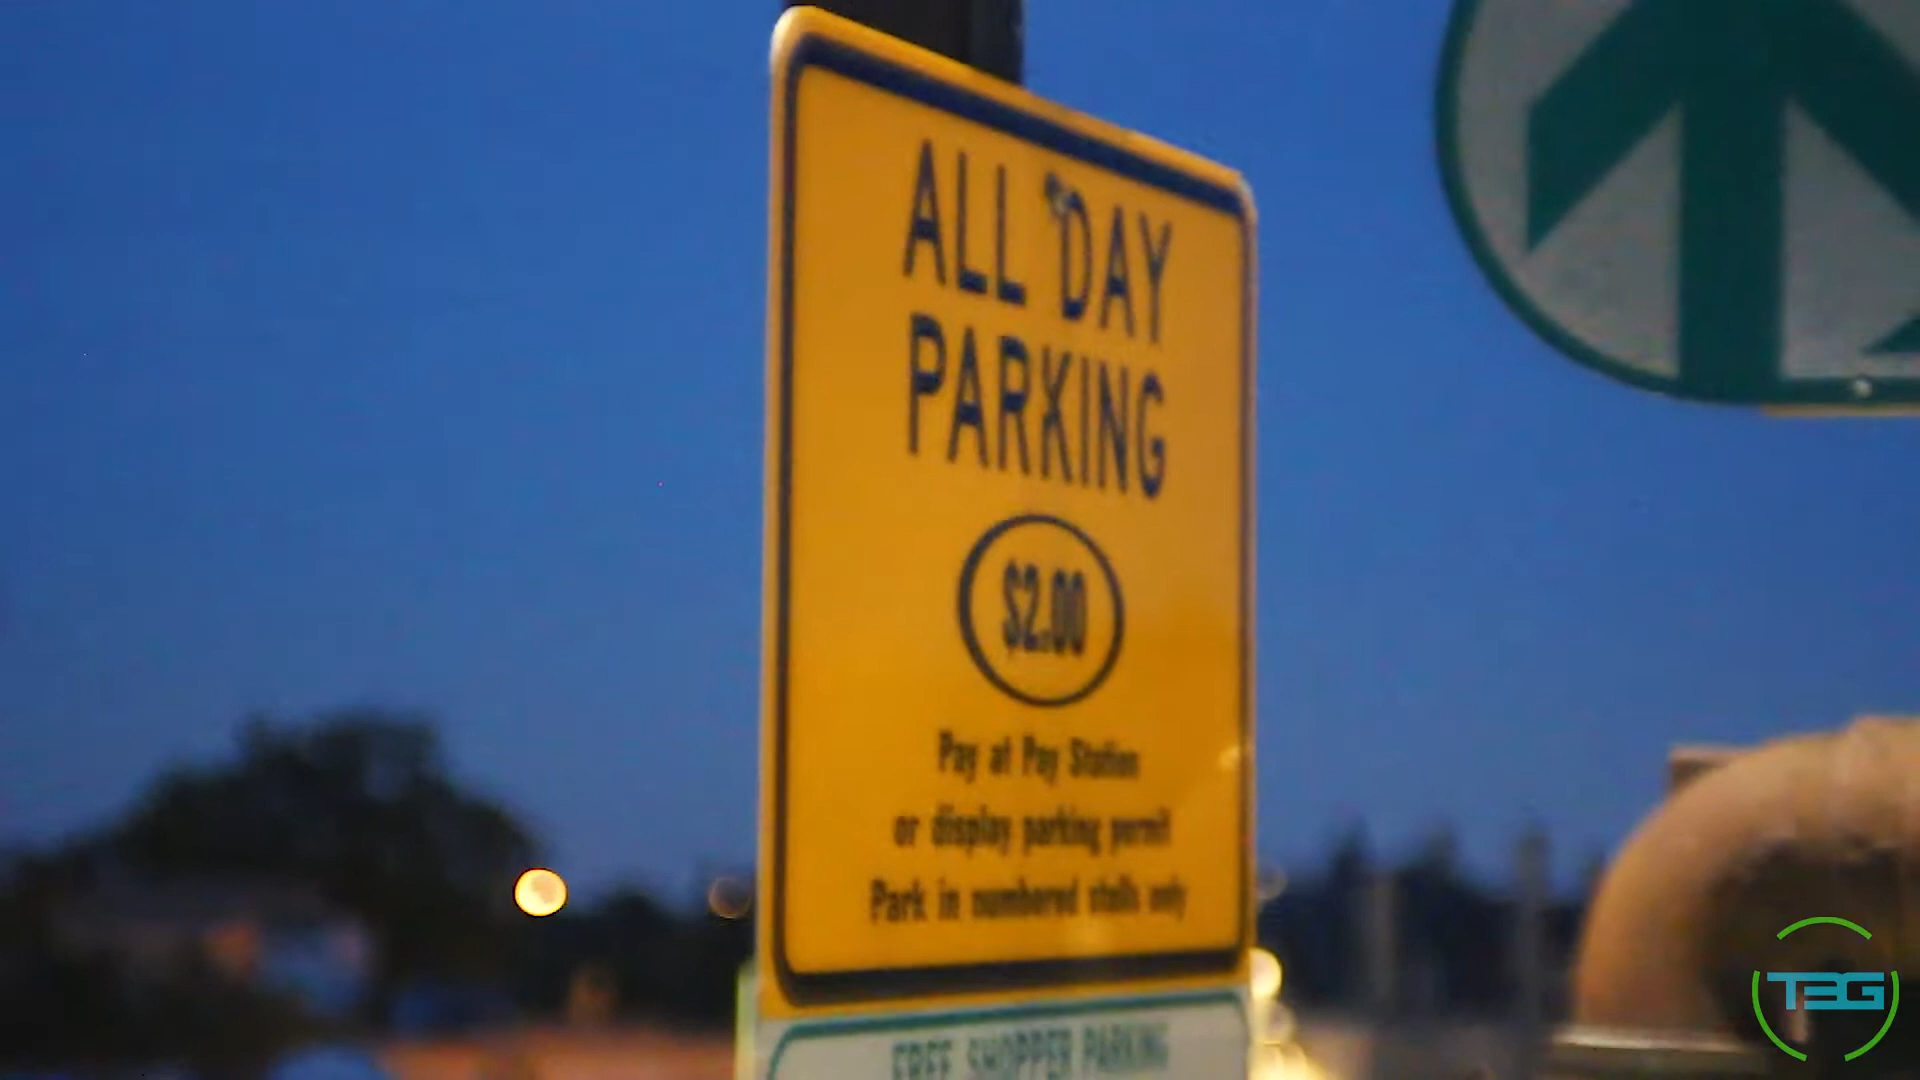 ALL DAY
PARKING
$2.00
Pay at Pay Station
or display parking permit
Park in numbered stalls only
FREE SHOPPER PARKING
TBG